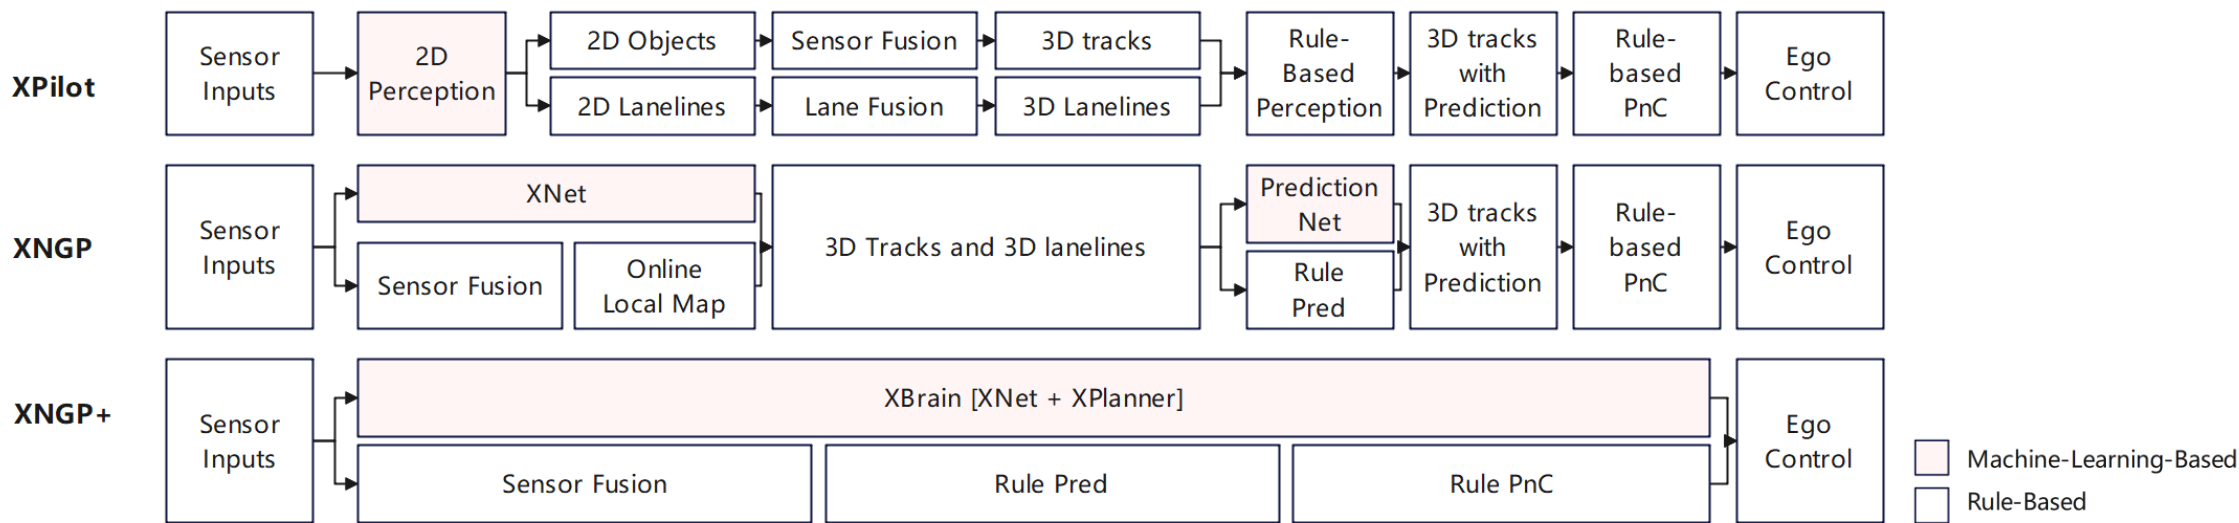 XPilot
Sensor
Inputs
2D
Perception
2D Objects
Sensor Fusion
3D tracks
2D Lanelines
Lane Fusion
3D Lanelines
Rule-
Based
Perception
3D tracks
with
Prediction
Rule-
based
PnC
Ego
Control
XNGP
Sensor
Inputs
XNet
Sensor Fusion
Online
Local Map
3D Tracks and 3D lanelines
Prediction
Net
Rule
Pred
3D tracks
with
Prediction
Rule-
based
PnC
Ego
Control
XNGP+
Sensor
Inputs
XBrain [XNet + XPlanner]
Sensor Fusion
Rule Pred
Rule PnC
Ego
Control
Machine-Learning-Based
Rule-Based